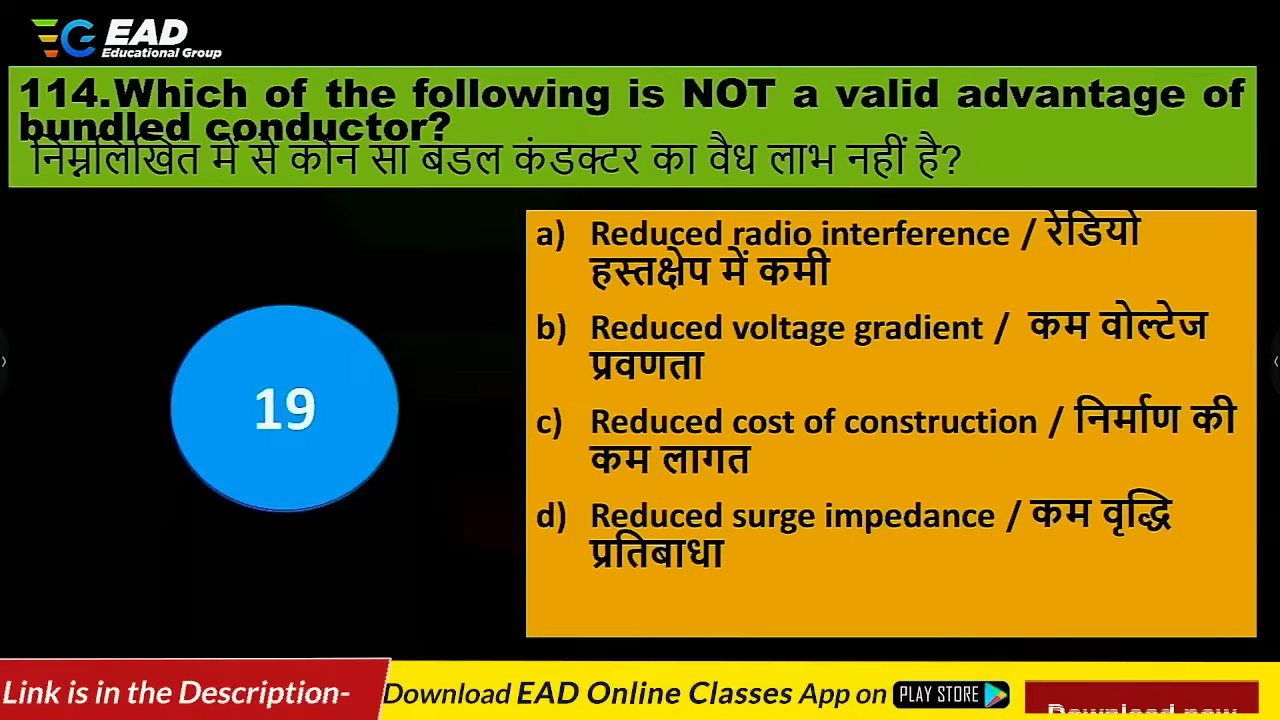 EAD
Educational Group
114.Which of the following is NOT a valid advantage of
bundled conductor?
निम्नलिखित में से कौन सा बंडल कंडक्टर का वैध लाभ नहीं है?
a) Reduced radio interference / रेडियो
हस्तक्षेप में कमी
b) Reduced voltage gradient / कम वोल्टेज
प्रवणता
c) Reduced cost of construction / निर्माण की
कम लागत
d) Reduced surge impedance / कम वृद्धि
प्रतिबाधा
19
Link is in the Description-
Download EAD Online Classes App on PLAY STORE
Download now